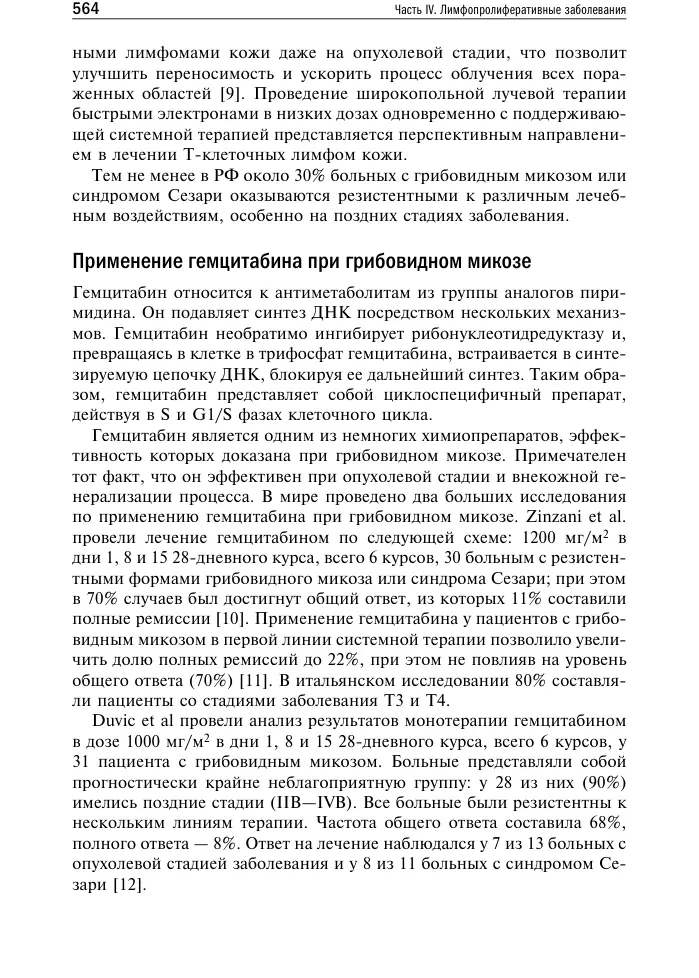 564
Часть IV. Лимфопролиферативные заболевания
ными лимфомами кожи даже на опухолевой стадии, что позволит
улучшить переносимость и ускорить процесс облучения всех пора-
женных областей [9]. Проведение широкопольной лучевой терапии
быстрыми электронами в низких дозах одновременно с поддерживаю-
щей системной терапией представляется перспективным направлени-
ем в лечении Т-клеточных лимфом кожи.
Тем не менее в РФ около 30% больных с грибовидным микозом или
синдромом Сезари оказываются резистентными к различным лечеб-
ным воздействиям, особенно на поздних стадиях заболевания.
Применение гемцитабина при грибовидном микозе
Гемцитабин относится к антиметаболитам из группы аналогов пири-
мидина. Он подавляет синтез ДНК посредством нескольких механиз-
мов. Гемцитабин необратимо ингибирует рибонуклеотидредуктазу и,
превращаясь в клетке в трифосфат гемцитабина, встраивается в синте-
зируемую цепочку ДНК, блокируя ее дальнейший синтез. Таким обра-
зом, гемцитабин представляет собой циклоспецифичный препарат,
действуя в S и G1/S фазах клеточного цикла.
Гемцитабин является одним из немногих химиопрепаратов, эффек-
тивность которых доказана при грибовидном микозе. Примечателен
тот факт, что он эффективен при опухолевой стадии и внекожной ге-
нерализации процесса. В мире проведено два больших исследования
по применению гемцитабина при грибовидном микозе. Zinzani et al.
провели лечение гемцитабином по следующей схеме: 1200 мг/м² в
дни 1, 8 и 15 28-дневного курса, всего 6 курсов, 30 больным с резистен-
тными формами грибовидного микоза или синдрома Сезари; при этом
в 70% случаев был достигнут общий ответ, из которых 11% составили
полные ремиссии [10]. Применение гемцитабина у пациентов с грибо-
видным микозом в первой линии системной терапии позволило увели-
чить долю полных ремиссий до 22%, при этом не повлияв на уровень
общего ответа (70%) [11]. В итальянском исследовании 80% составля-
ли пациенты со стадиями заболевания Т3 и Т4.
Duvic et al провели анализ результатов монотерапии гемцитабином
в дозе 1000 мг/м² в дни 1, 8 и 15 28-дневного курса, всего 6 курсов, у
31 пациента с грибовидным микозом. Больные представляли собой
прогностически крайне неблагоприятную группу: у 28 из них (90%)
имелись поздние стадии (IIB—IVB). Все больные были резистентны к
нескольким линиям терапии. Частота общего ответа составила 68%,
полного ответа — 8%. Ответ на лечение наблюдался у 7 из 13 больных с
опухолевой стадией заболевания и у 8 из 11 больных с синдромом Се-
зари [12].